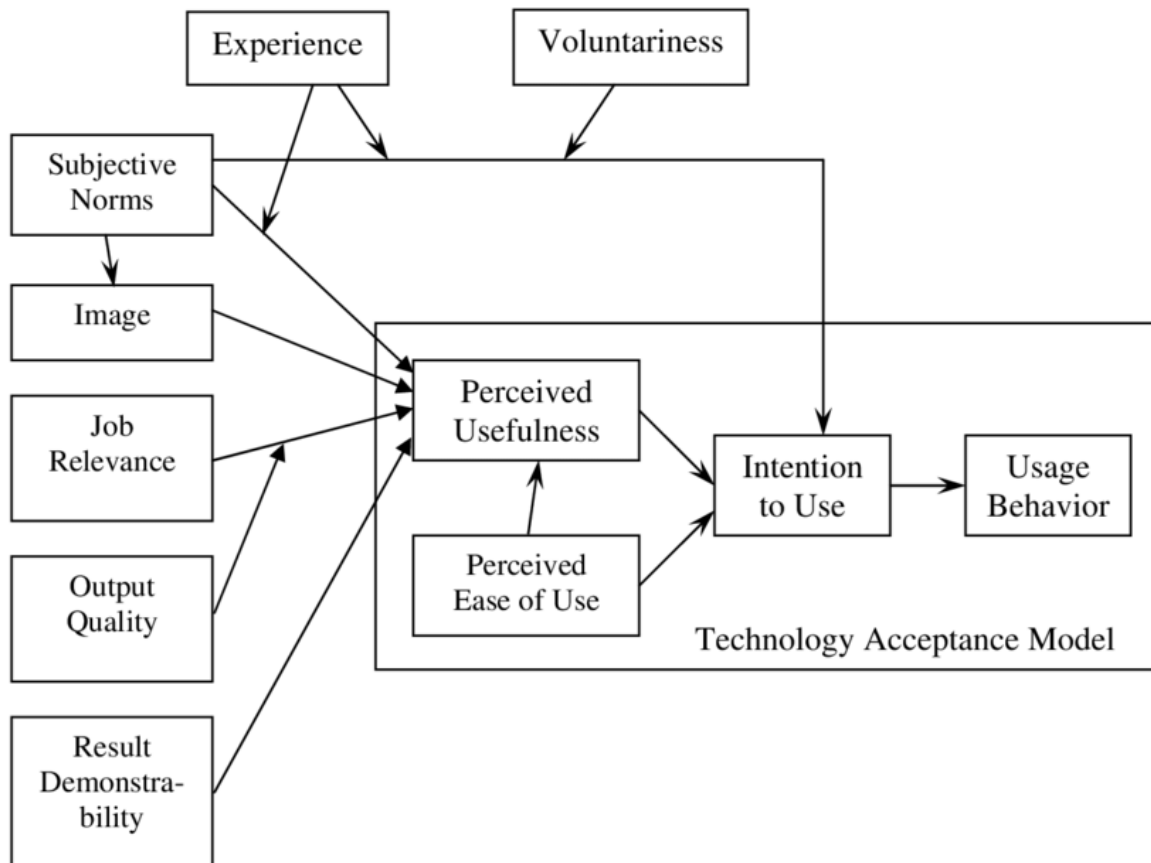 Experience
Voluntariness
Subjective
Norms
Image
Job
Relevance
Output
Quality
Result
Demonstra-
bility
Perceived
Usefulness
Perceived
Ease of Use
Intention
to Use
Usage
Behavior
Technology Acceptance Model